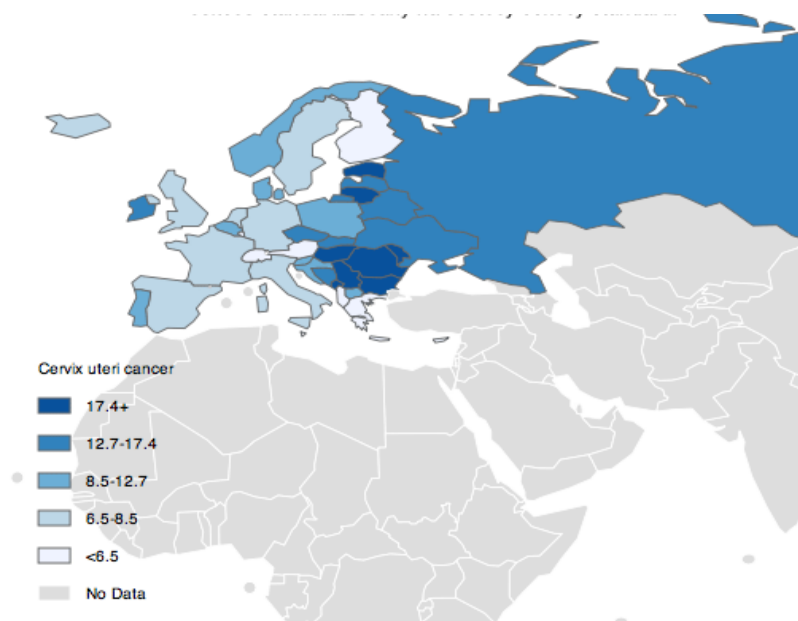 Cervix uteri cancer
17.4+
12.7-17.4
8.5-12.7
6.5-8.5
<6.5
No Data